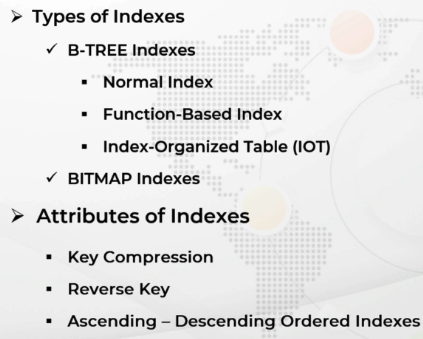 ➢ Types of Indexes
✓ B-TREE Indexes
▪ Normal Index
▪ Function-Based Index
▪ Index-Organized Table (IOT)
✓ BITMAP Indexes
➢ Attributes of Indexes
▪ Key Compression
▪ Reverse Key
▪ Ascending – Descending Ordered Indexes